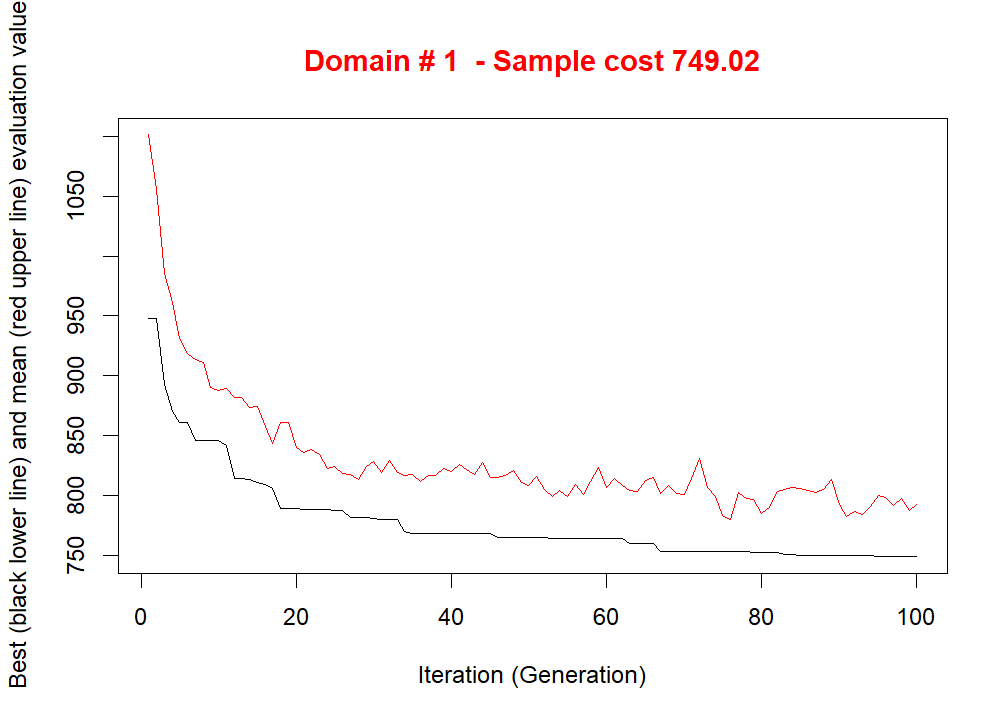 Domain # 1  - Sample cost 749.02
Best (black lower line) and mean (red upper line) evaluation value
1050
950
900
850
800
750
0 20 40 60 80 100
Iteration (Generation)